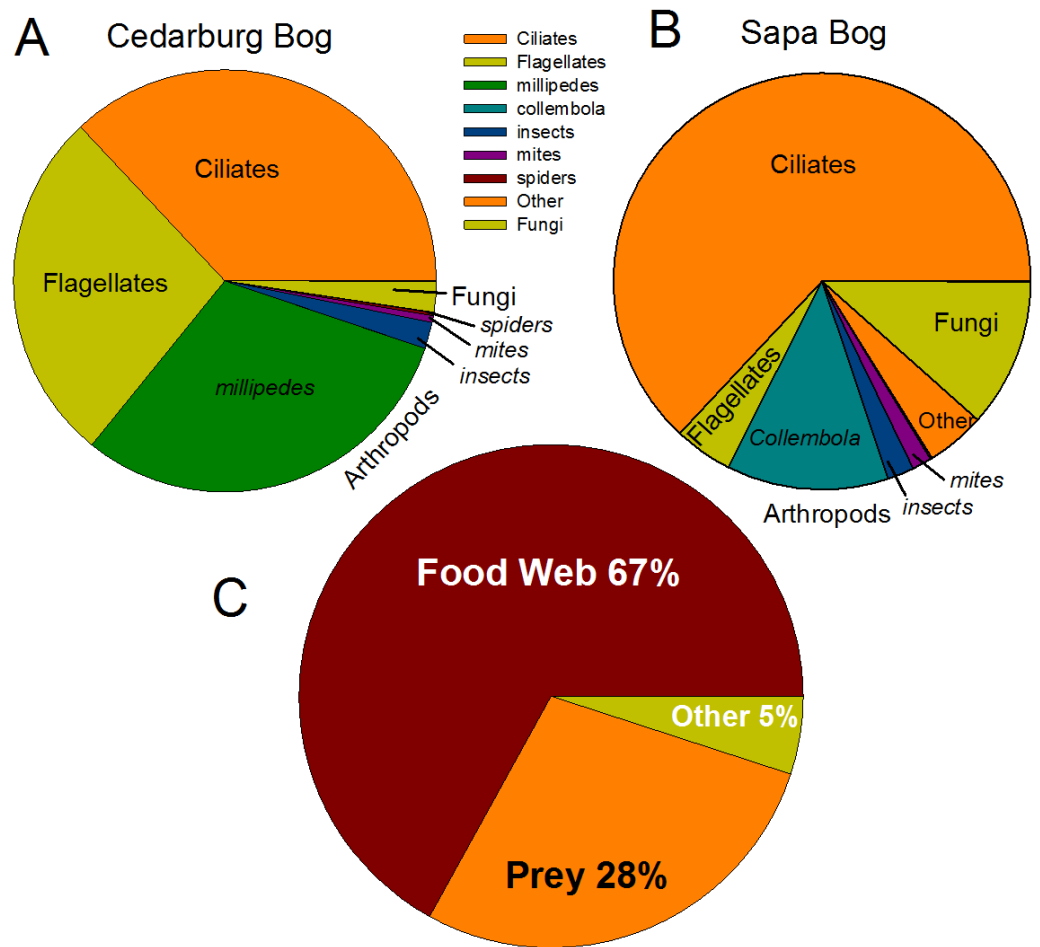 A
Cedarburg Bog
Ciliates
Flagellates
millipedes
Fungi
spiders
mites
insects
Arthropods
Ciliates
Flagellates
millipedes
collembola
insects
mites
spiders
Other
Fungi
B
Sapa Bog
Ciliates
Fungi
Flagellates
Collembola
Other
mites
insects
Arthropods
C
Food Web 67%
Other 5%
Prey 28%